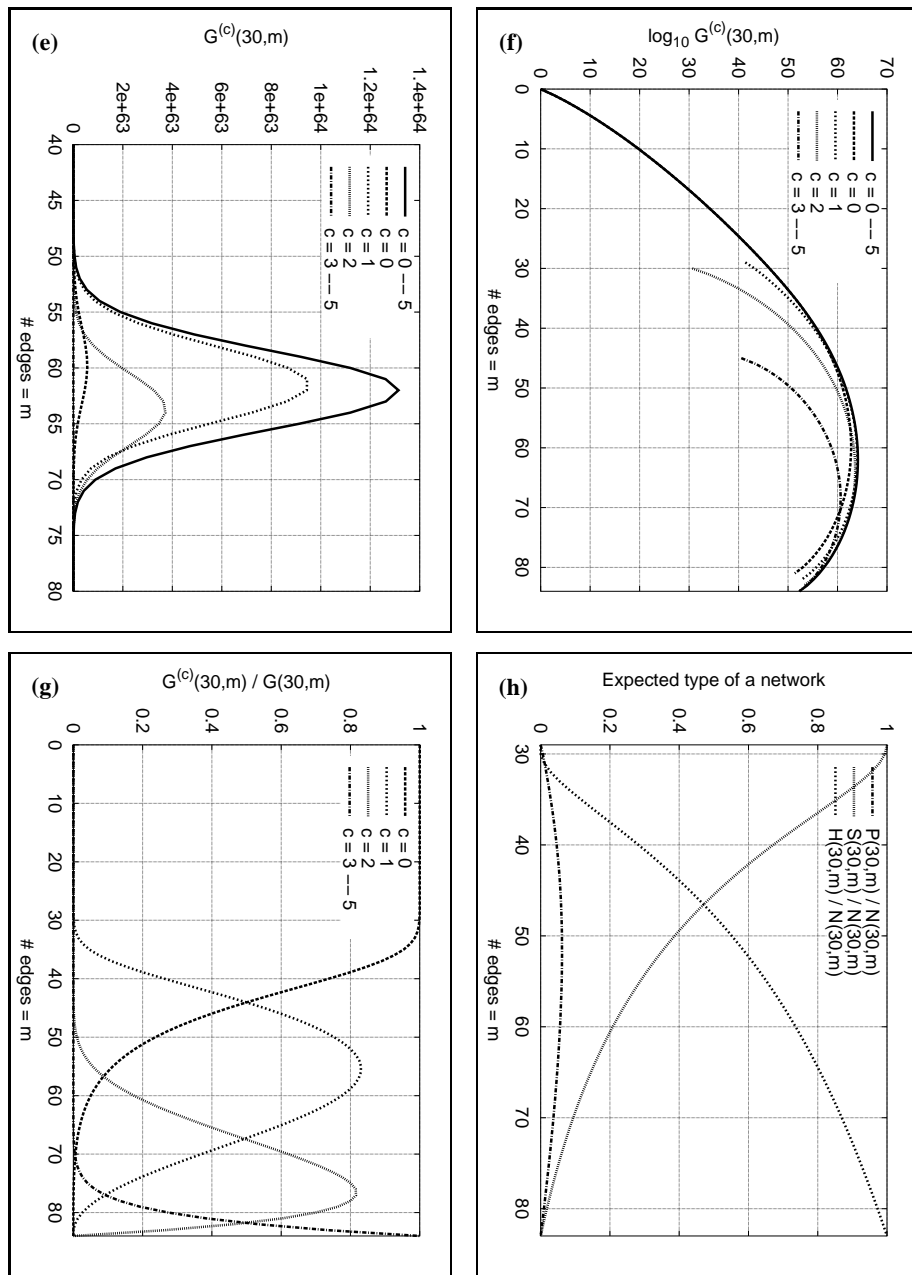 (e)
G(c)(30,m)
0
2e+63
4e+63
6e+63
8e+63
1e+64
1.2e+64
1.4e+64
40
45
50
55
60
65
70
75
80
# edges = m
c = 0 --- 5
c = 0
c = 1
c = 2
c = 3 --- 5
(f)
log10 G(c)(30,m)
0
10
20
30
40
50
60
70
0
10
20
30
40
50
60
70
80
# edges = m
c = 0 --- 5
c = 0
c = 1
c = 2
c = 3 --- 5
(g)
G(c)(30,m) / G(30,m)
0
0.2
0.4
0.6
0.8
1
0
10
20
30
40
50
60
70
80
# edges = m
c = 0
c = 1
c = 2
c = 3 --- 5
(h)
Expected type of a network
0
0.2
0.4
0.6
0.8
1
30
40
50
60
70
80
# edges = m
P(30,m) / N(30,m)
S(30,m) / N(30,m)
H(30,m) / N(30,m)